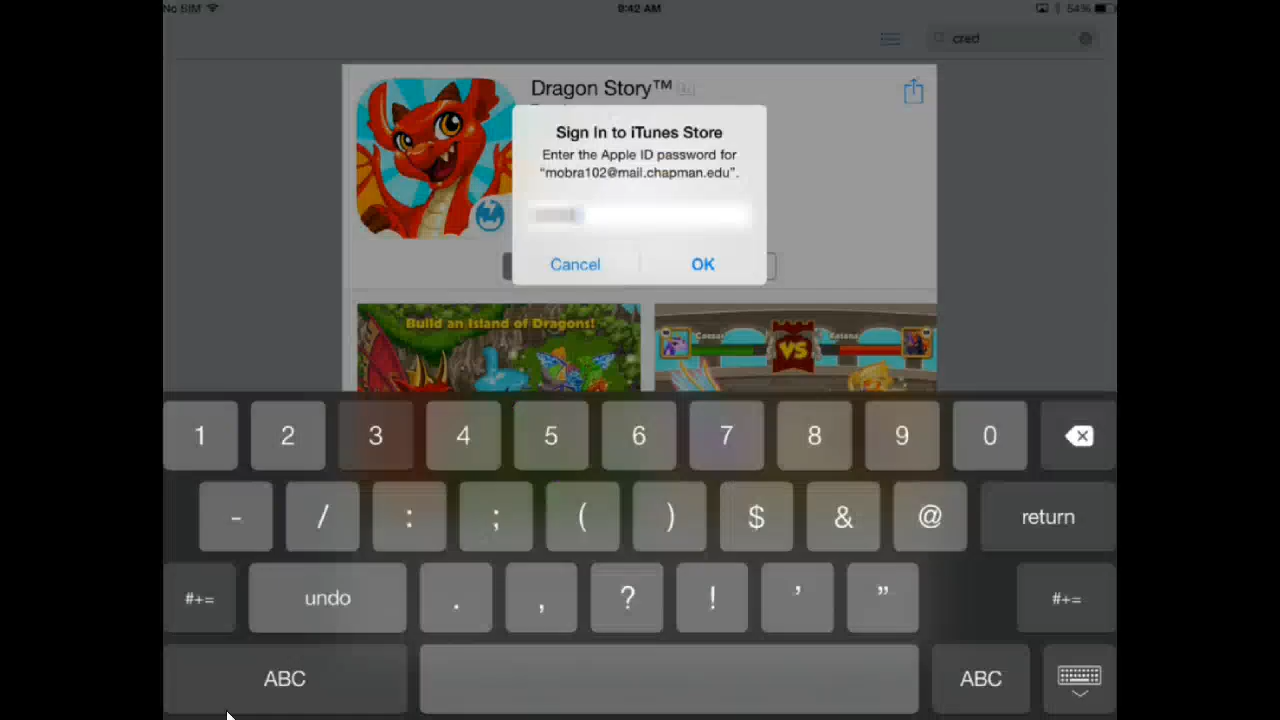 No SIM
9:42 AM
54%
cred
Dragon Story™
Sign In to iTunes Store
Enter the Apple ID password for
“mobra102@mail.chapman.edu”.
Cancel
OK
Build an Island of Dragons!
VS
1 2 3 4 5 6 7 8 9 0
- / : ; ( ) $ & @ return
#+= undo . , ? ! ’ ” #+=
ABC ABC